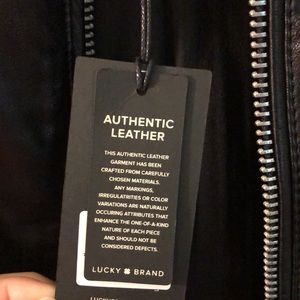 AUTHENTIC
LEATHER
THIS AUTHENTIC LEATHER
GARMENT HAS BEEN
CRAFTED FROM CAREFULLY
CHOSEN MATERIALS.
ANY MARKINGS,
IRREGULATRITIES OR COLOR
VARIATIONS ARE NATURALLY
OCCURING ATTRIBUTES THAT
ENHANCE THE ONE-OF-A-KIND
NATURE OF EACH PIECE
AND SHOULD NOT BE
CONSIDERED DEFECTS.
LUCKY BRAND